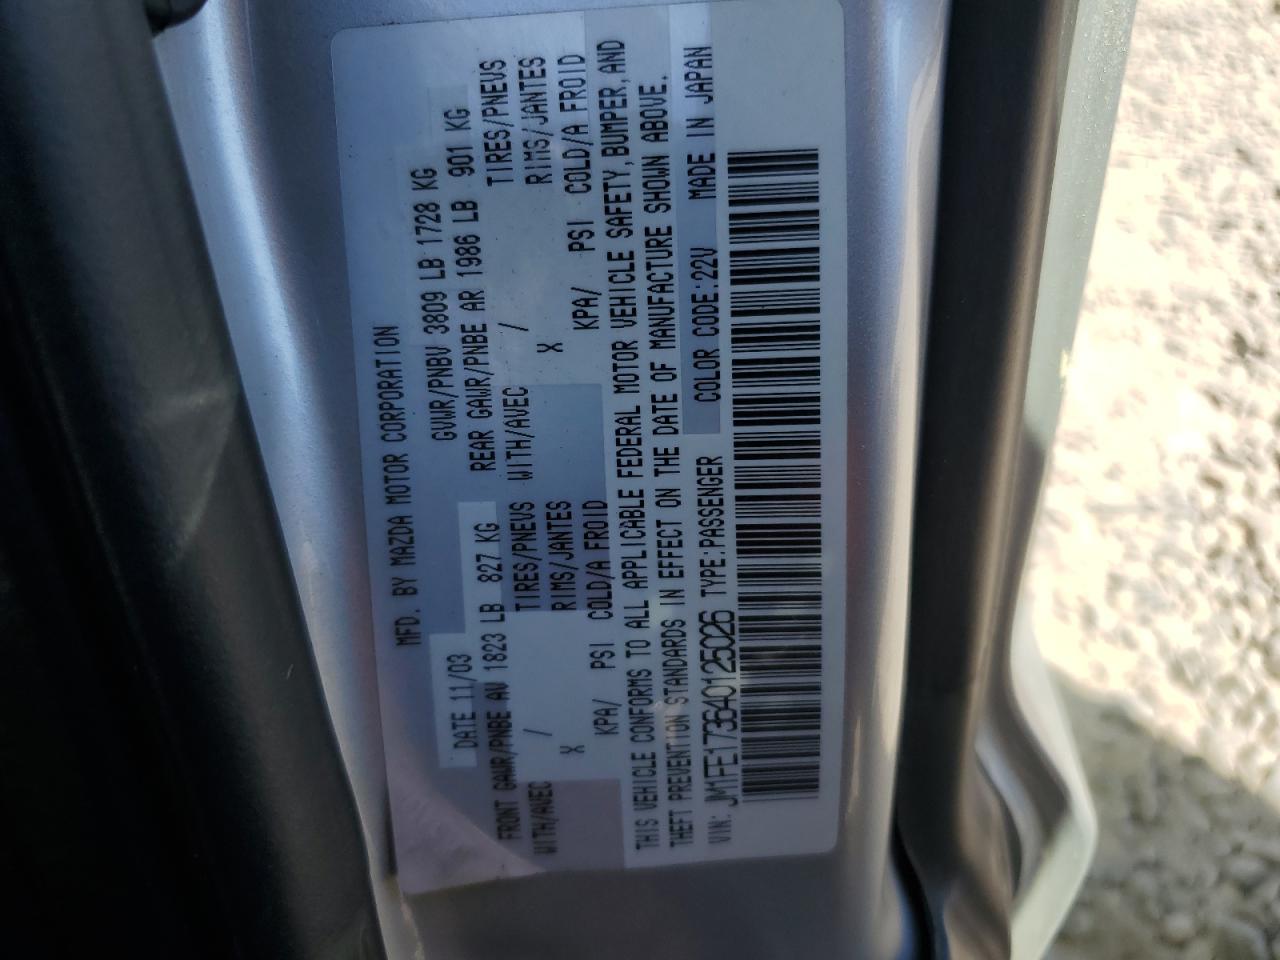 MFD. BY MAZDA MOTOR CORPORATION
DATE 11/03 GVWR/PNBV 3809 LB 1728 KG
FRONT GAWR/PNBE AV 1823 LB 827 KG REAR GAWR/PNBE AR 1986 LB 901 KG
WITH/AVEC / TIRES/PNEUS WITH/AVEC / TIRES/PNEUS
X RIMS/JANTES X RIMS/JANTES
KPA/ PSI COLD/A FROID KPA/ PSI COLD/A FROID
THIS VEHICLE CONFORMS TO ALL APPLICABLE FEDERAL MOTOR VEHICLE SAFETY, BUMPER, AND
THEFT PREVENTION STANDARDS IN EFFECT ON THE DATE OF MANUFACTURE SHOWN ABOVE.
VIN: JM1FE173640125026 TYPE:PASSENGER COLOR CODE:22V MADE IN JAPAN